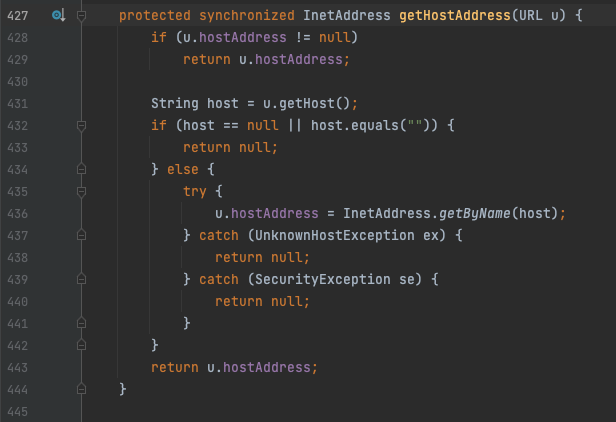 427 protected synchronized InetAddress getHostAddress(URL u) {
428 if (u.hostAddress != null)
429 return u.hostAddress;
430
431 String host = u.getHost();
432 if (host == null || host.equals("")) {
433 return null;
434 } else {
435 try {
436 u.hostAddress = InetAddress.getByName(host);
437 } catch (UnknownHostException ex) {
438 return null;
439 } catch (SecurityException se) {
440 return null;
441 }
442 }
443 return u.hostAddress;
444 }
445